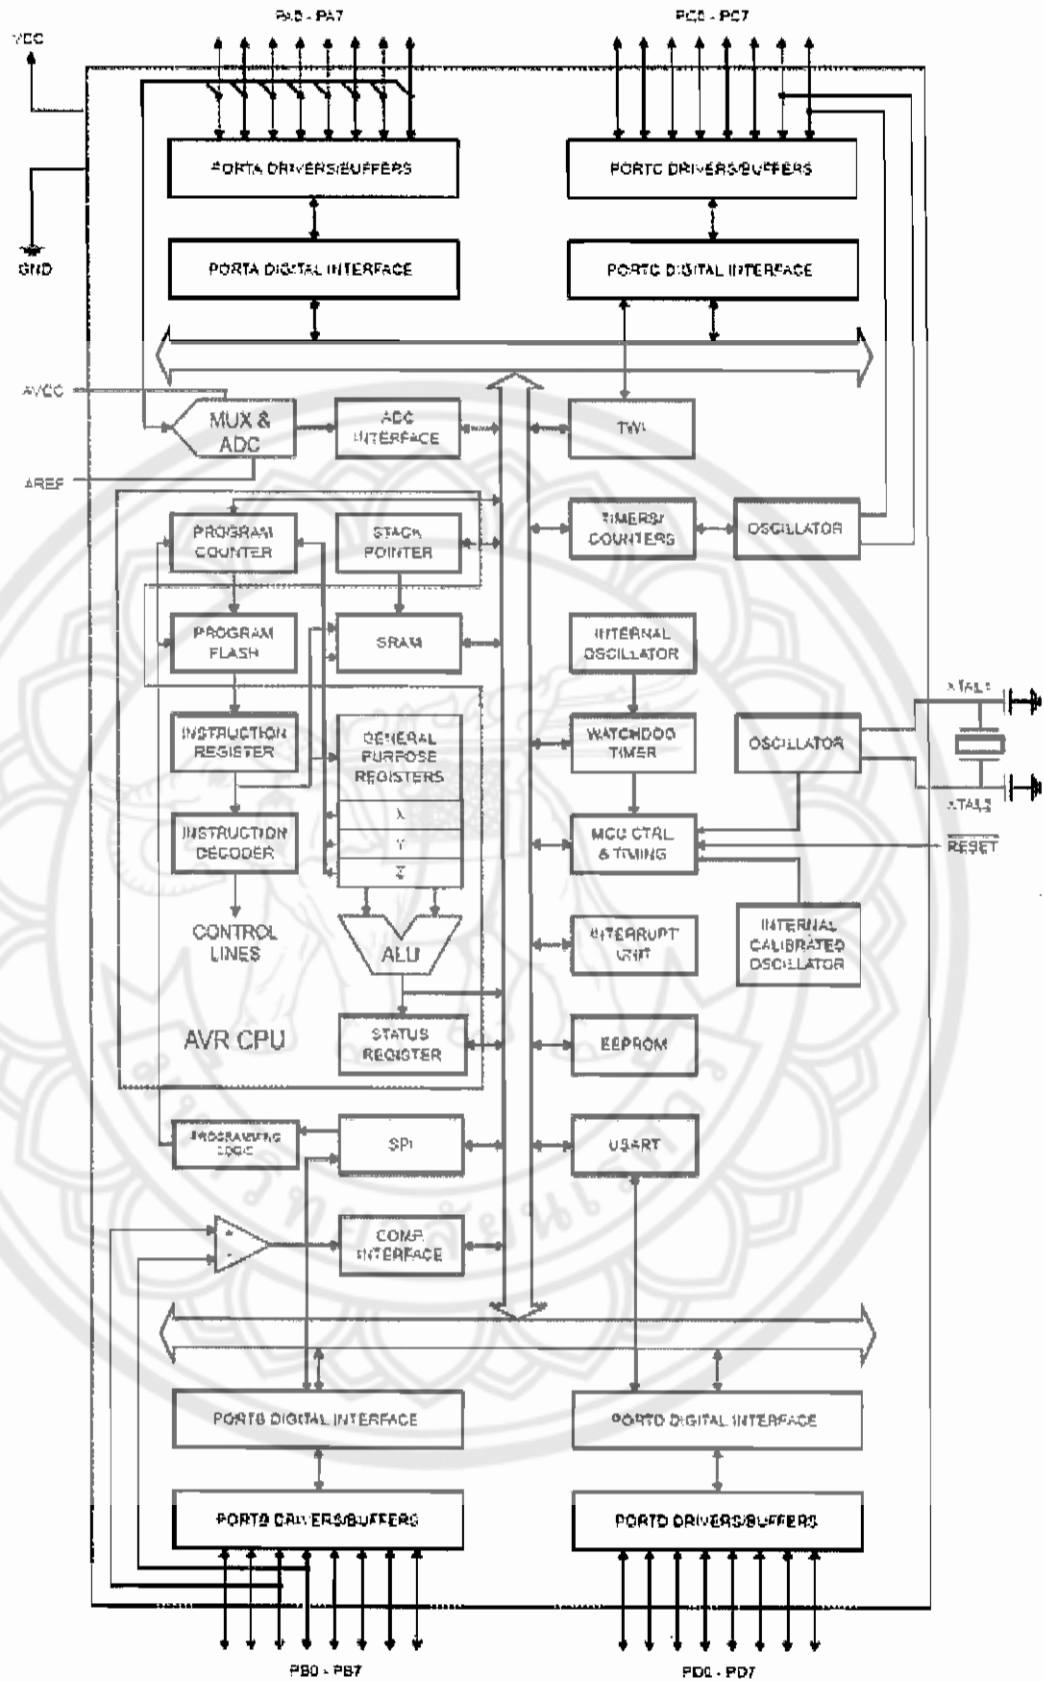 PA0 - PA7
PC0 - PC7
VCC
PORTA DRIVERS/BUFFERS
PORTC DRIVERS/BUFFERS
GND
PORTA DIGITAL INTERFACE
PORTC DIGITAL INTERFACE
AVCC
MUX &
ADC
ADC
INTERFACE
TWI
AREF
PROGRAM
COUNTER
STACK
POINTER
TIMERS/
COUNTERS
OSCILLATOR
PROGRAM
FLASH
SRAM
INTERNAL
OSCILLATOR
XTAL1
INSTRUCTION
REGISTER
GENERAL
PURPOSE
REGISTERS
WATCHDOG
TIMER
OSCILLATOR
X
XTAL2
INSTRUCTION
DECODER
Y
MCU CTRL.
& TIMING
RESET
Z
CONTROL
LINES
ALU
INTERRUPT
UNIT
INTERNAL
CALIBRATED
OSCILLATOR
AVR CPU
STATUS
REGISTER
EEPROM
PROGRAMMING
LOGIC
SPI
USART
+
-
COMP.
INTERFACE
PORTB DIGITAL INTERFACE
PORTD DIGITAL INTERFACE
PORTB DRIVERS/BUFFERS
PORTD DRIVERS/BUFFERS
PB0 - PB7
PD0 - PD7